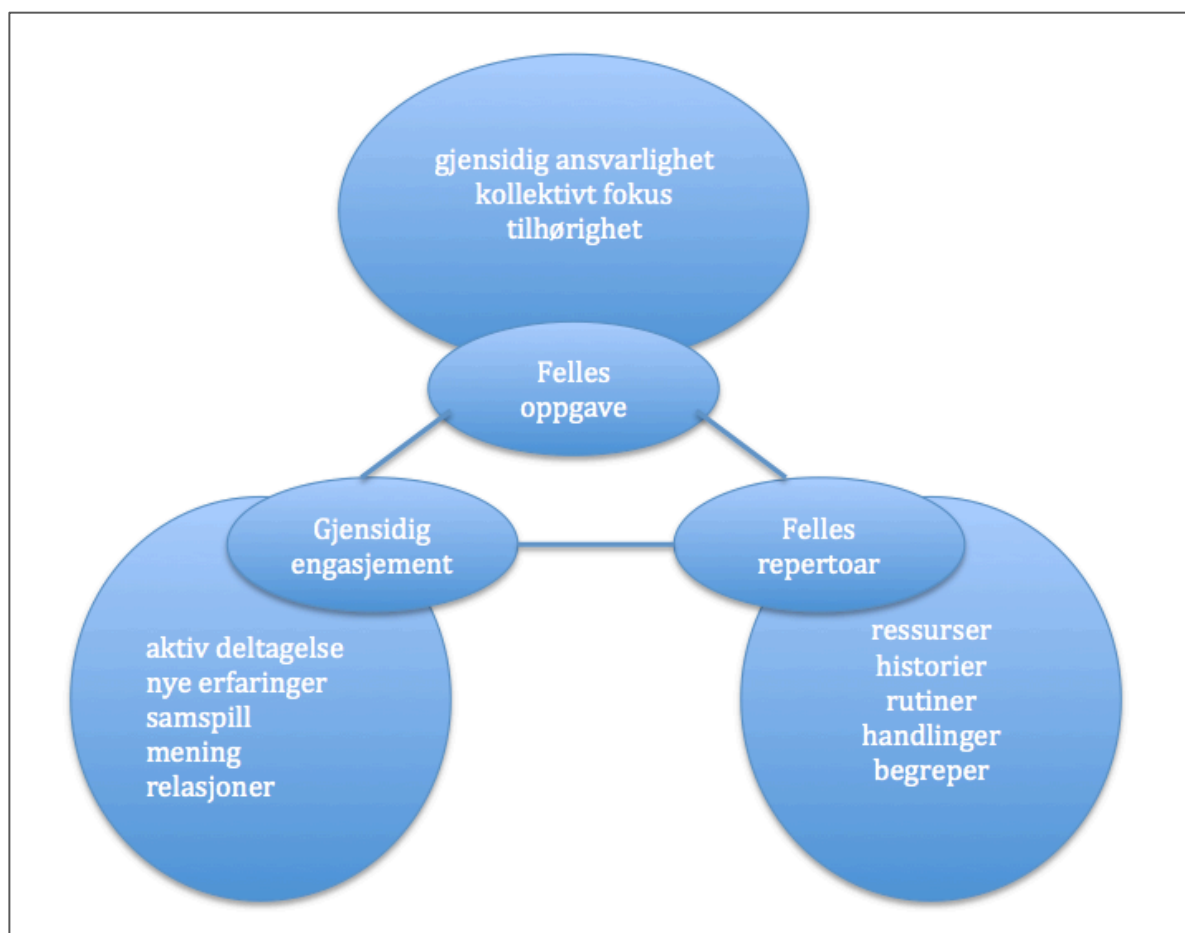 gjensidig ansvarlighet
kollektivt fokus
tilhørighet
Felles
oppgave
Gjensidig
engasjement
Felles
repertoar
aktiv deltagelse
nye erfaringer
samspill
mening
relasjoner
ressurser
historier
rutiner
handlinger
begreper